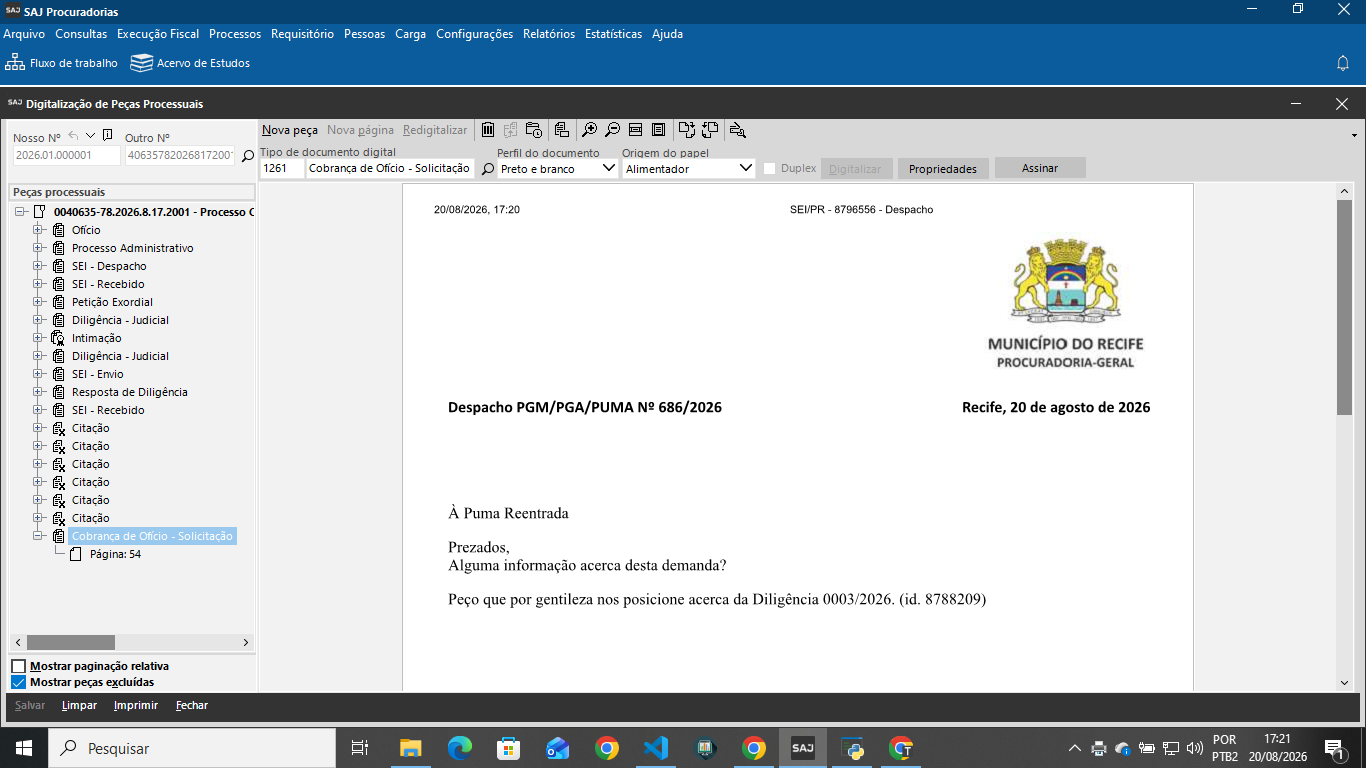 SAJ SAJ Procuradorias
Arquivo Consultas Execução Fiscal Processos Requisitório Pessoas Carga Configurações Relatórios Estatísticas Ajuda
Fluxo de trabalho Acervo de Estudos
SAJ Digitalização de Peças Processuais
Nosso Nº Outro Nº
2026.01.000001 406357820268172001
Nova peça Nova página Redigitalizar
Tipo de documento digital Perfil do documento Origem do papel
1261 Cobrança de Ofício - Solicitação Preto e branco Alimentador Duplex Digitalizar Propriedades Assinar
Peças processuais
0040635-78.2026.8.17.2001 - Processo C
Ofício
Processo Administrativo
SEI - Despacho
SEI - Recebido
Petição Exordial
Diligência - Judicial
Intimação
Diligência - Judicial
SEI - Envio
Resposta de Diligência
SEI - Recebido
Citação
Citação
Citação
Citação
Citação
Citação
Cobrança de Ofício - Solicitação
Página: 54
Mostrar paginação relativa
Mostrar peças excluídas
20/08/2026, 17:20 SEI/PR - 8796556 - Despacho
MUNICÍPIO DO RECIFE
PROCURADORIA-GERAL
Despacho PGM/PGA/PUMA Nº 686/2026 Recife, 20 de agosto de 2026
À Puma Reentrada
Prezados,
Alguma informação acerca desta demanda?
Peço que por gentileza nos posicione acerca da Diligência 0003/2026. (id. 8788209)
Salvar Limpar Imprimir Fechar
Pesquisar
SAJ
POR
PTB2
17:21
20/08/2026
1